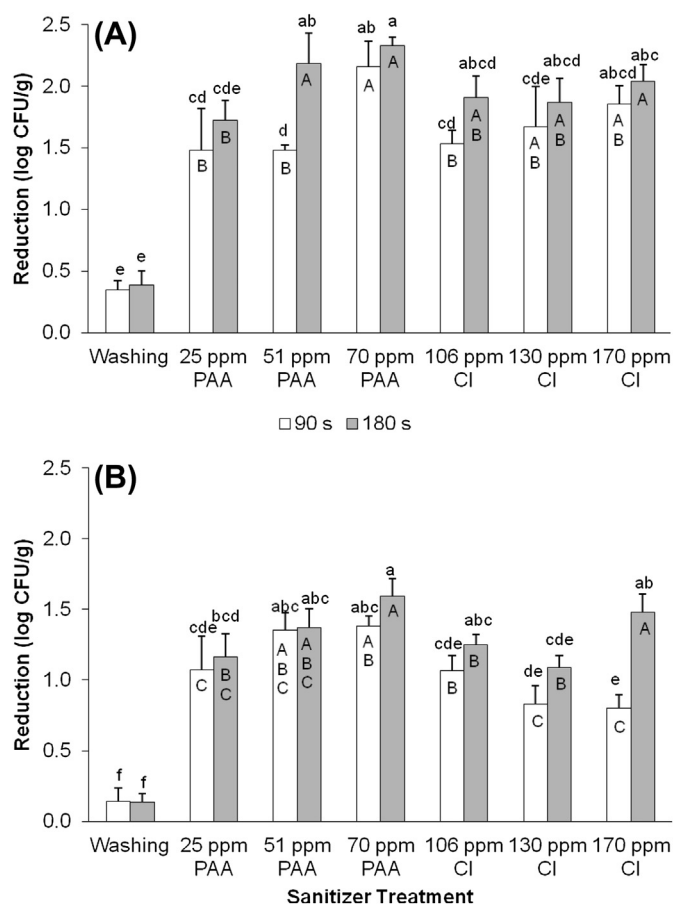 (A)
Reduction (log CFU/g)
2.5
2.0
1.5
1.0
0.5
0.0
e e cd cde d ab ab a cd abcd cde abcd abcd abc
B B B A A A B A B A B A B A B A
Washing 25 ppm PAA 51 ppm PAA 70 ppm PAA 106 ppm Cl 130 ppm Cl 170 ppm Cl
90 s 180 s
(B)
Reduction (log CFU/g)
2.5
2.0
1.5
1.0
0.5
0.0
f f cde bcd abc abc abc a cde abc de cde e ab
C B C A B C A B C A B A B B C B C A
Washing 25 ppm PAA 51 ppm PAA 70 ppm PAA 106 ppm Cl 130 ppm Cl 170 ppm Cl
Sanitizer Treatment